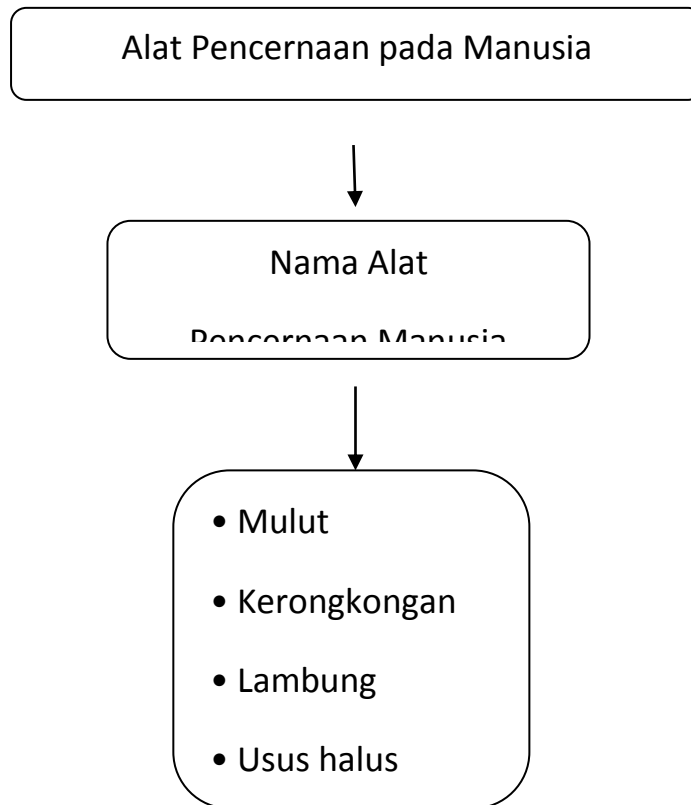 Alat Pencernaan pada Manusia
Nama Alat
Pencernaan Manusia
• Mulut
• Kerongkongan
• Lambung
• Usus halus